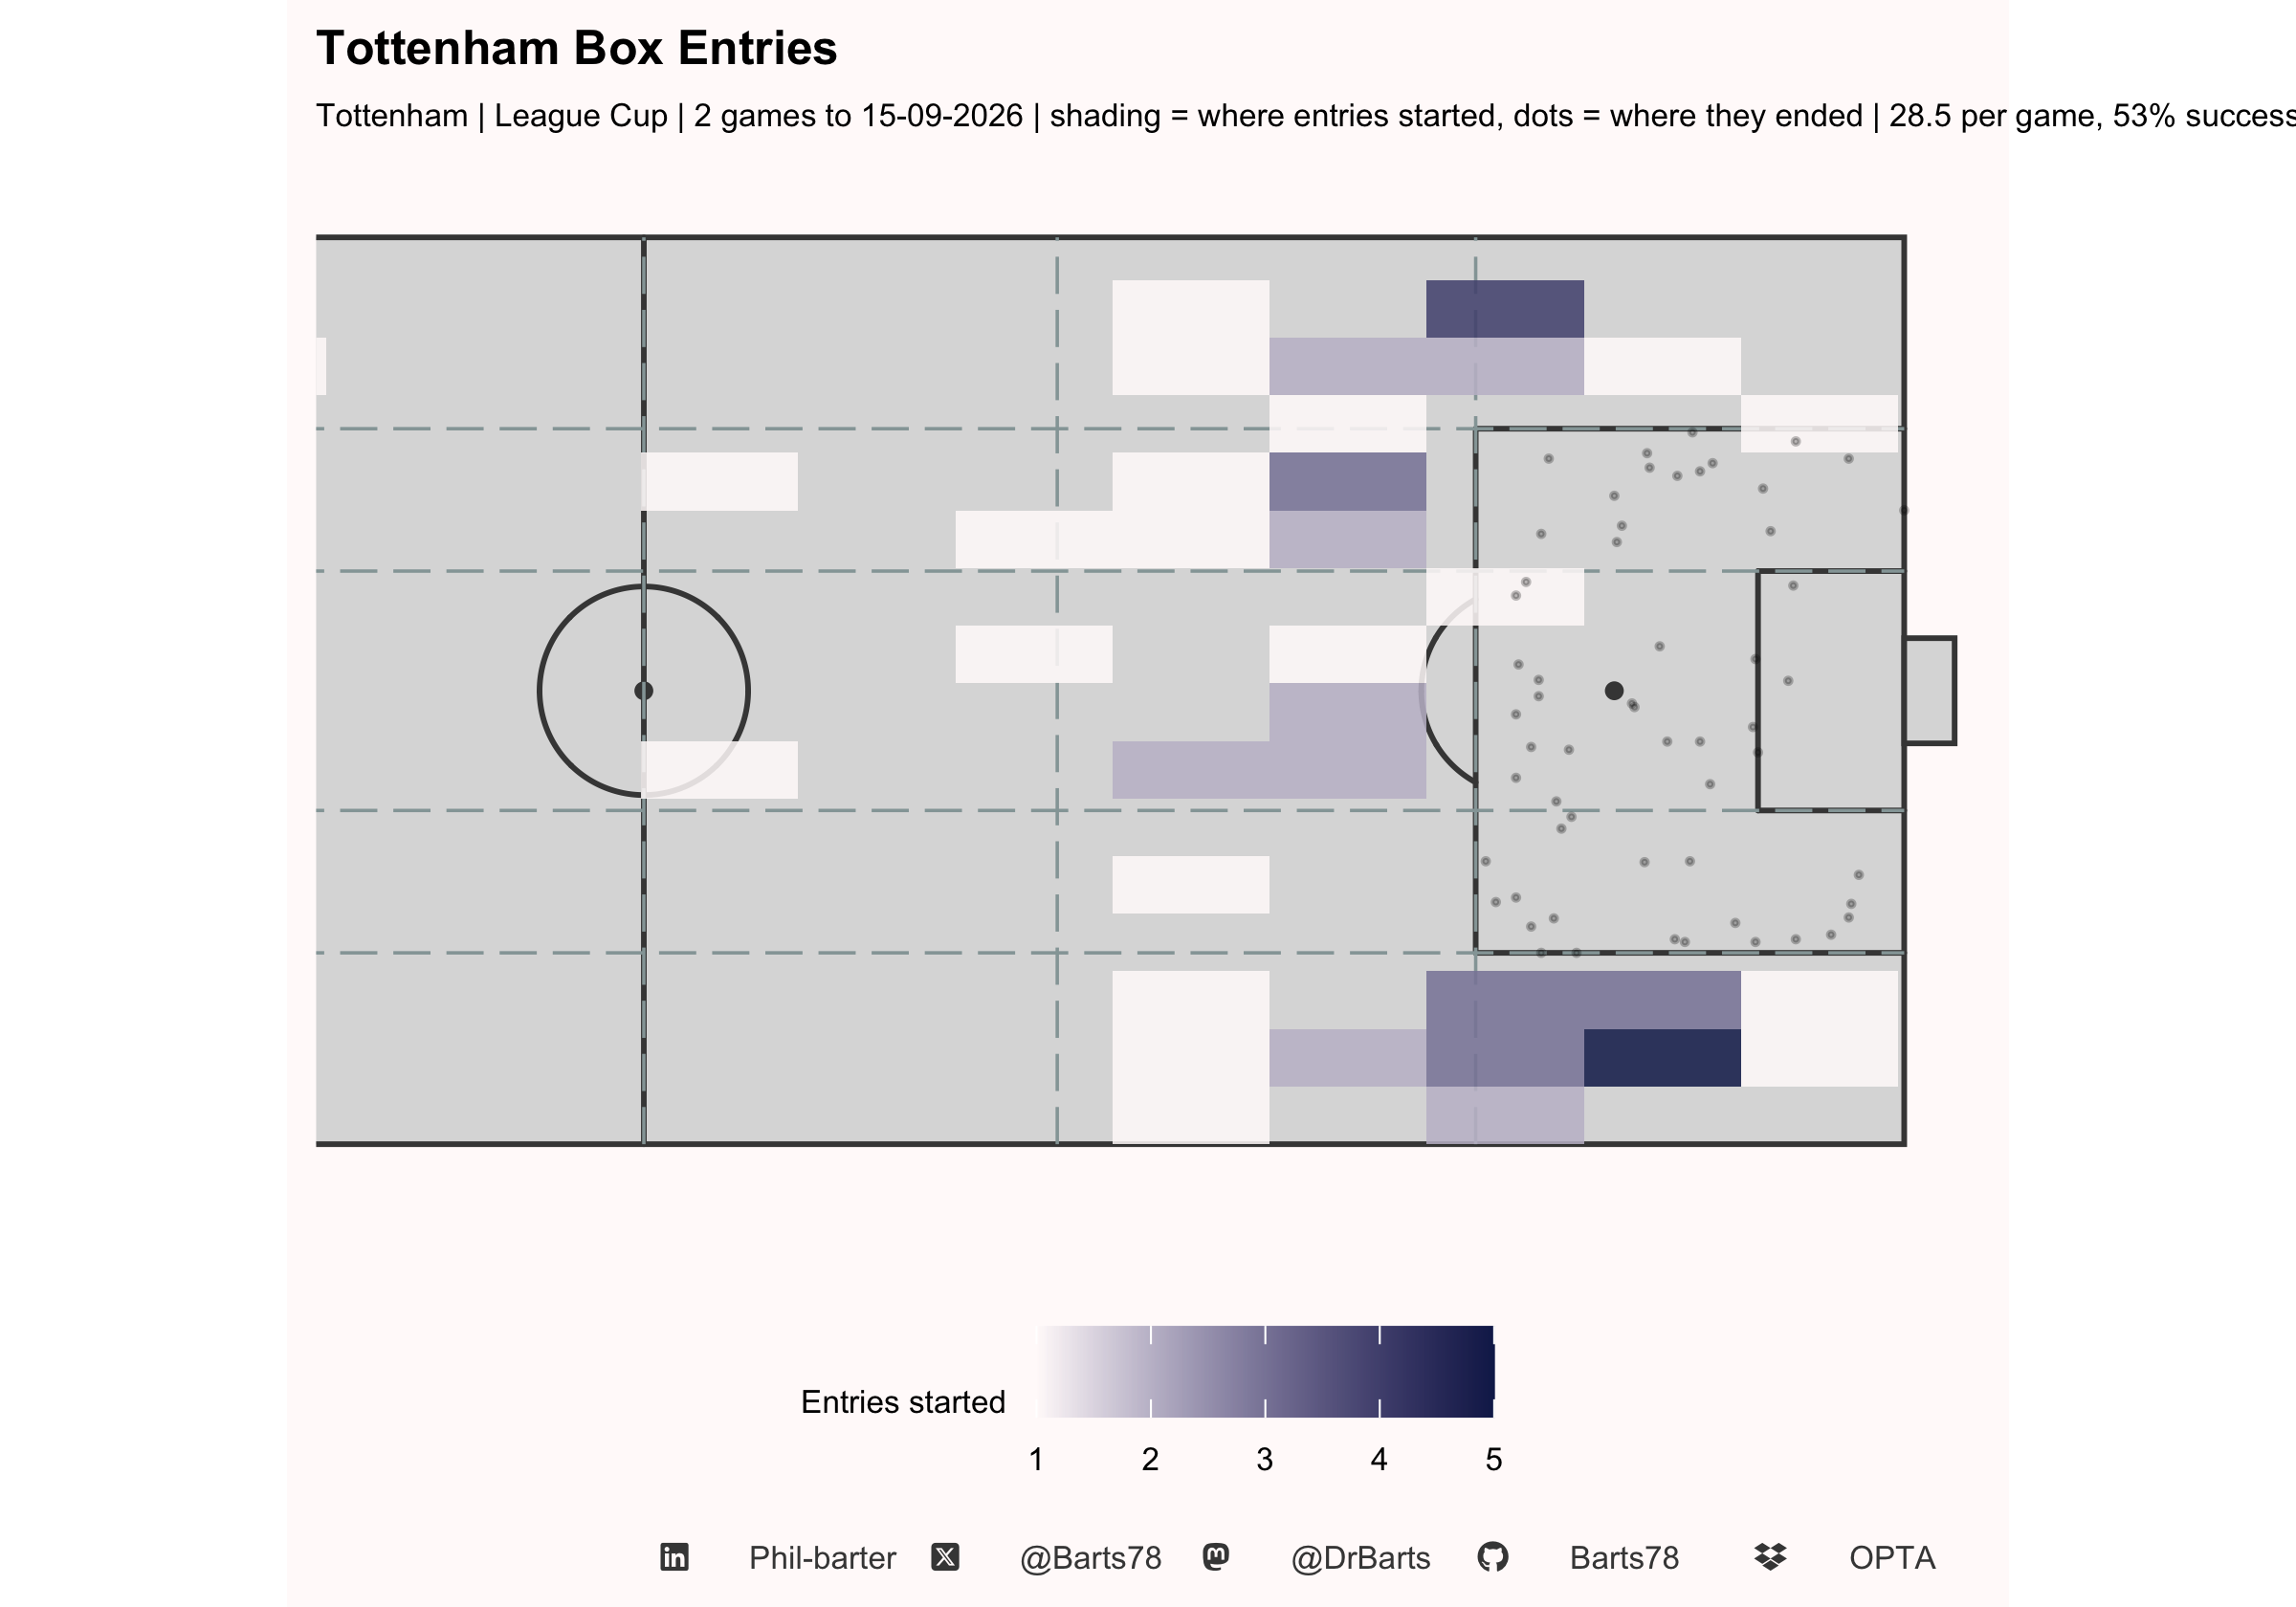 Tottenham Box Entries
Tottenham | League Cup | 2 games to 15-09-2026 | shading = where entries started, dots = where they ended | 28.5 per game, 53% success
Entries started
1 2 3 4 5
Phil-barter @Barts78 @DrBarts Barts78 OPTA